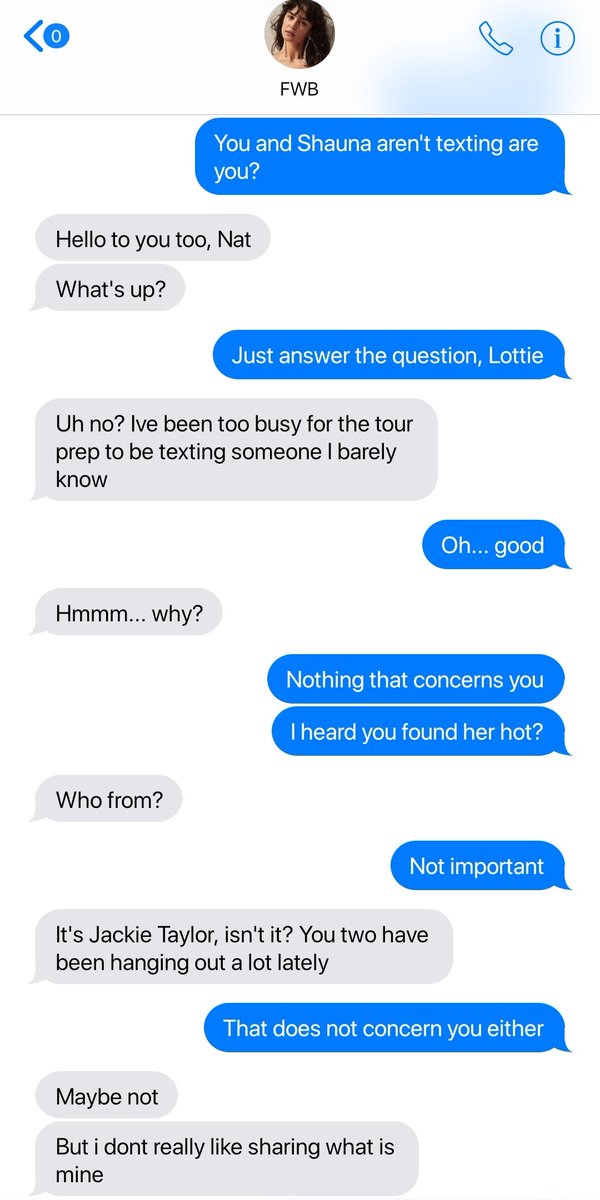 0
FWB
You and Shauna aren't texting are
you?
Hello to you too, Nat
What's up?
Just answer the question, Lottie
Uh no? Ive been too busy for the tour
prep to be texting someone I barely
know
Oh... good
Hmmm... why?
Nothing that concerns you
I heard you found her hot?
Who from?
Not important
It's Jackie Taylor, isn't it? You two have
been hanging out a lot lately
That does not concern you either
Maybe not
But i dont really like sharing what is
mine